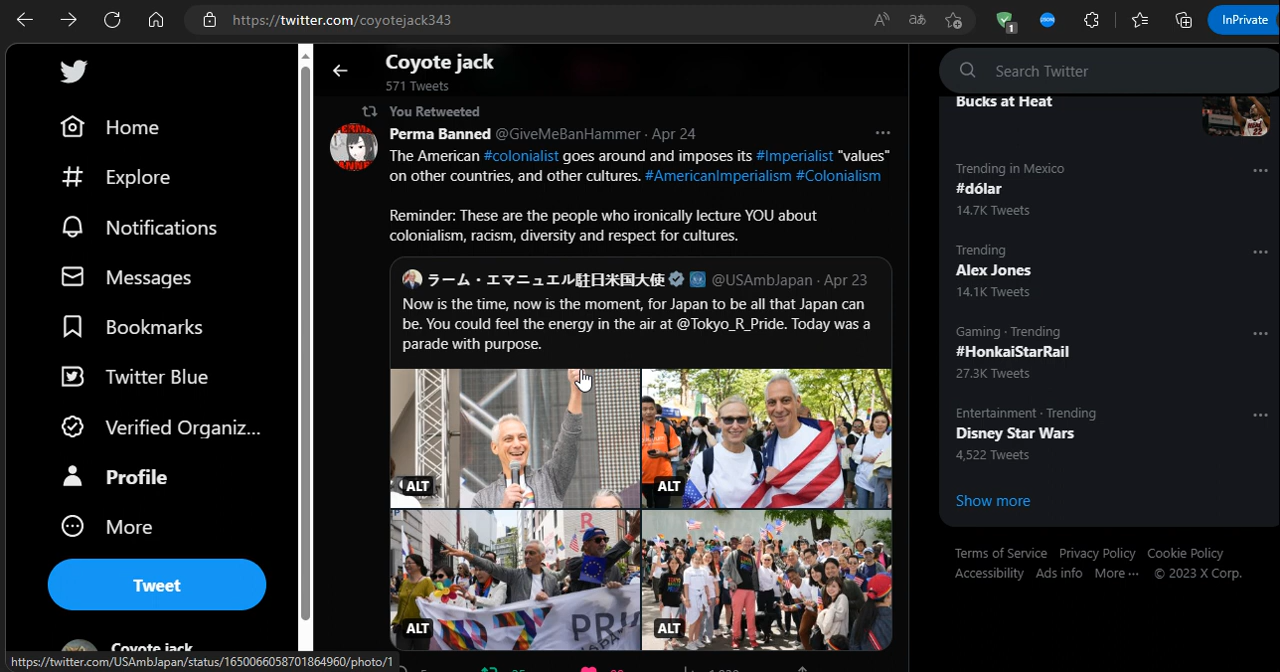 https://twitter.com/coyotejack343
InPrivate
1
Home
Explore
Notifications
Messages
Bookmarks
Twitter Blue
Verified Organiz...
Profile
More
Tweet
Coyote jack
https://twitter.com/USAmbJapan/status/1650066058701864960/photo/1
Coyote jack
571 Tweets
You Retweeted
Perma Banned @GiveMeBanHammer · Apr 24
The American #colonialist goes around and imposes its #Imperialist "values"
on other countries, and other cultures. #AmericanImperialism #Colonialism
Reminder: These are the people who ironically lecture YOU about
colonialism, racism, diversity and respect for cultures.
ラーム・エマニュエル駐日米国大使 @USAmbJapan · Apr 23
Now is the time, now is the moment, for Japan to be all that Japan can
be. You could feel the energy in the air at @Tokyo_R_Pride. Today was a
parade with purpose.
ALT
ALT
ALT
ALT
Search Twitter
Bucks at Heat
Trending in Mexico
#dólar
14.7K Tweets
Trending
Alex Jones
14.1K Tweets
Gaming · Trending
#HonkaiStarRail
27.3K Tweets
Entertainment · Trending
Disney Star Wars
4,522 Tweets
Show more
Terms of Service Privacy Policy Cookie Policy
Accessibility Ads info More ··· © 2023 X Corp.